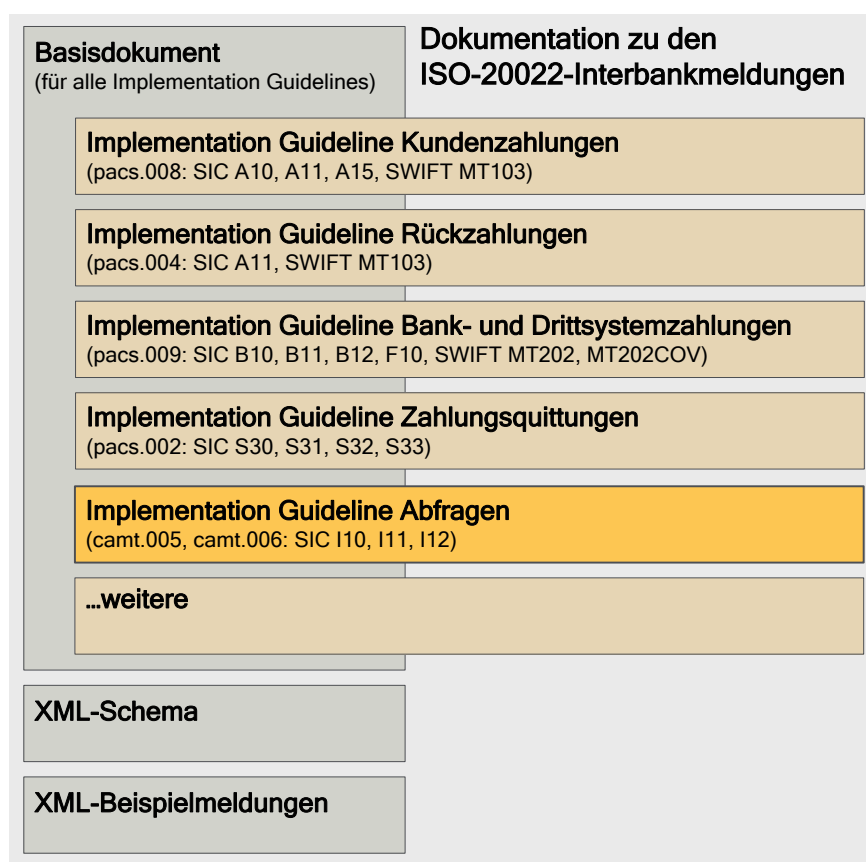 Basisdokument
(für alle Implementation Guidelines)
Dokumentation zu den
ISO-20022-Interbankmeldungen
Implementation Guideline Kundenzahlungen
(pacs.008: SIC A10, A11, A15, SWIFT MT103)
Implementation Guideline Rückzahlungen
(pacs.004: SIC A11, SWIFT MT103)
Implementation Guideline Bank- und Drittsystemzahlungen
(pacs.009: SIC B10, B11, B12, F10, SWIFT MT202, MT202COV)
Implementation Guideline Zahlungsquittungen
(pacs.002: SIC S30, S31, S32, S33)
Implementation Guideline Abfragen
(camt.005, camt.006: SIC I10, I11, I12)
...weitere
XML-Schema
XML-Beispielmeldungen